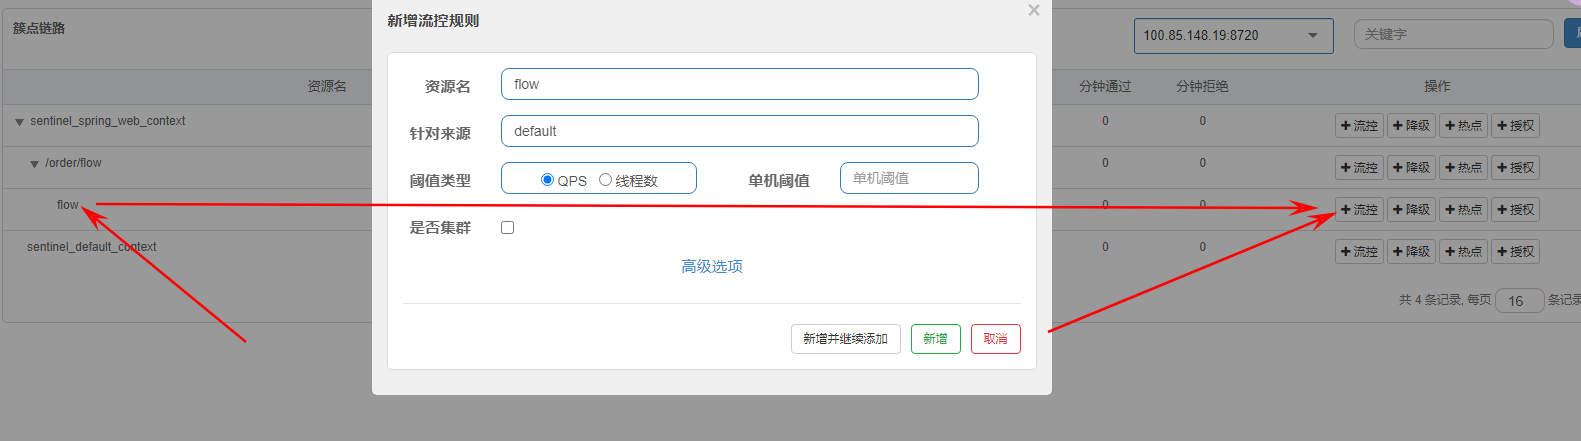 簇点链路
100.85.148.19:8720
关键字
资源名
分钟通过
分钟拒绝
操作
sentinel_spring_web_context
0
0
流控
降级
热点
授权
/order/flow
0
0
流控
降级
热点
授权
flow
0
0
流控
降级
热点
授权
sentinel_default_context
0
0
流控
降级
热点
授权
共 4 条记录, 每页 16 条记录
新增流控规则
×
资源名
flow
针对来源
default
阈值类型
QPS
线程数
单机阈值
单机阈值
是否集群
高级选项
新增并继续添加
新增
取消